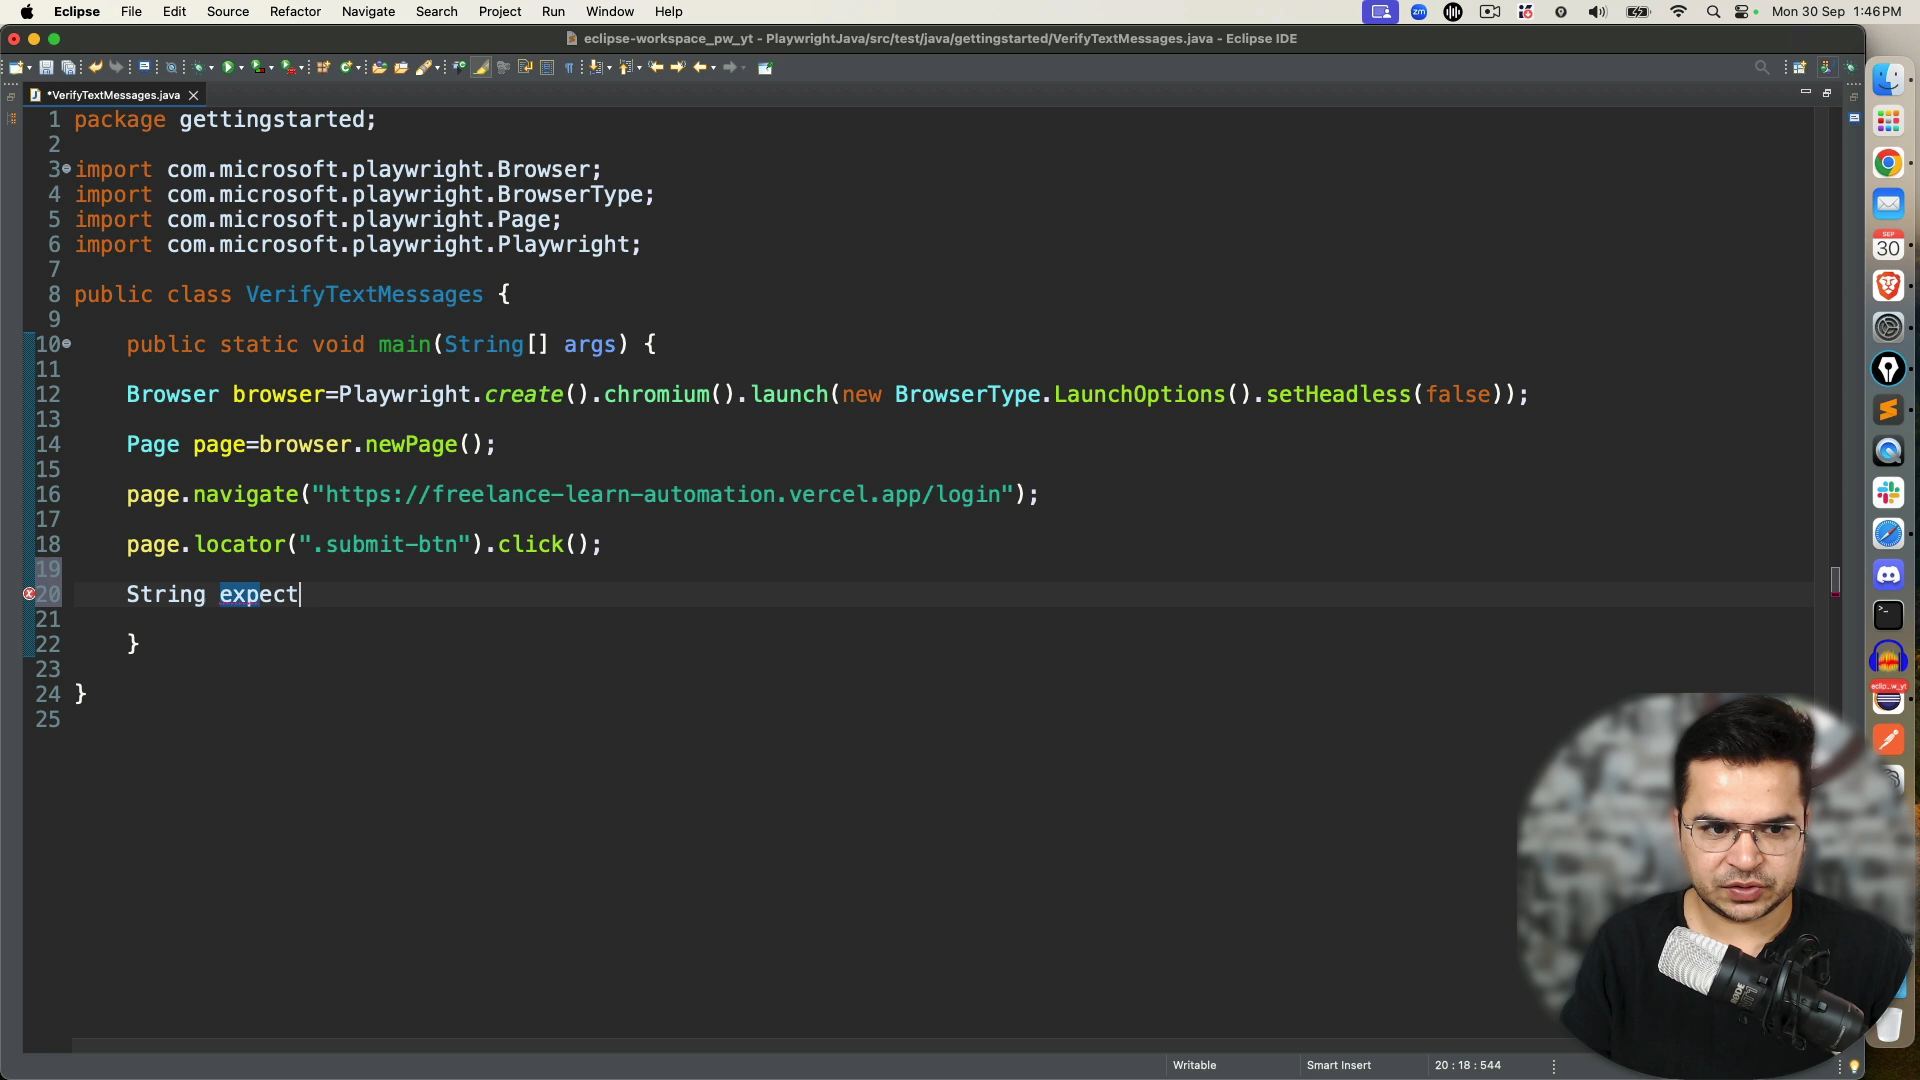 Eclipse File Edit Source Refactor Navigate Search Project Run Window Help Mon 30 Sep 1:46 PM
eclipse-workspace_pw_yt - PlaywrightJava/src/test/java/gettingstarted/VerifyTextMessages.java - Eclipse IDE
*VerifyTextMessages.java
1 package gettingstarted;
2
3 import com.microsoft.playwright.Browser;
4 import com.microsoft.playwright.BrowserType;
5 import com.microsoft.playwright.Page;
6 import com.microsoft.playwright.Playwright;
7
8 public class VerifyTextMessages {
9
10 public static void main(String[] args) {
11
12 Browser browser=Playwright.create().chromium().launch(new BrowserType.LaunchOptions().setHeadless(false));
13
14 Page page=browser.newPage();
15
16 page.navigate("https://freelance-learn-automation.vercel.app/login");
17
18 page.locator(".submit-btn").click();
19
20 String expect
21
22 }
23
24 }
25
SEP
30
eclip..w_yt
RODE
Writable Smart Insert 20 : 18 : 544